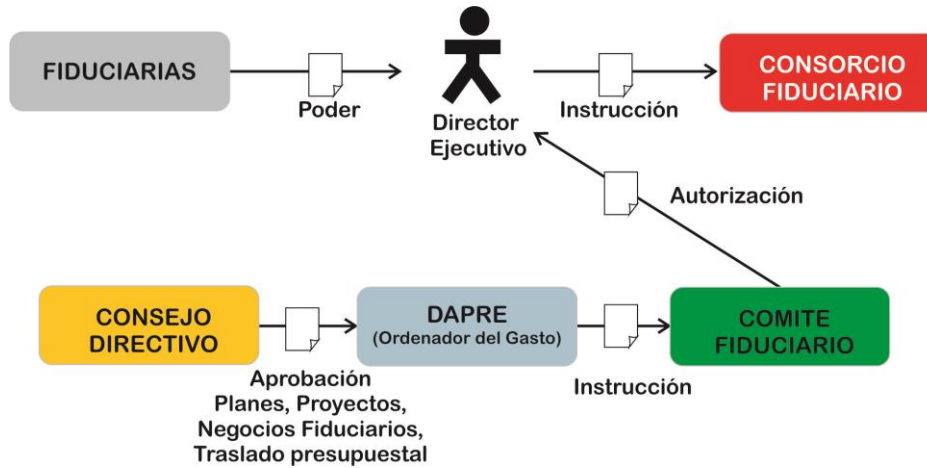 FIDUCIARIAS
Poder
Director
Ejecutivo
Instrucción
CONSORCIO
FIDUCIARIO
Autorización
CONSEJO
DIRECTIVO
Aprobación
Planes, Proyectos,
Negocios Fiduciarios,
Traslado presupuestal
DAPRE
(Ordenador del Gasto)
Instrucción
COMITE
FIDUCIARIO